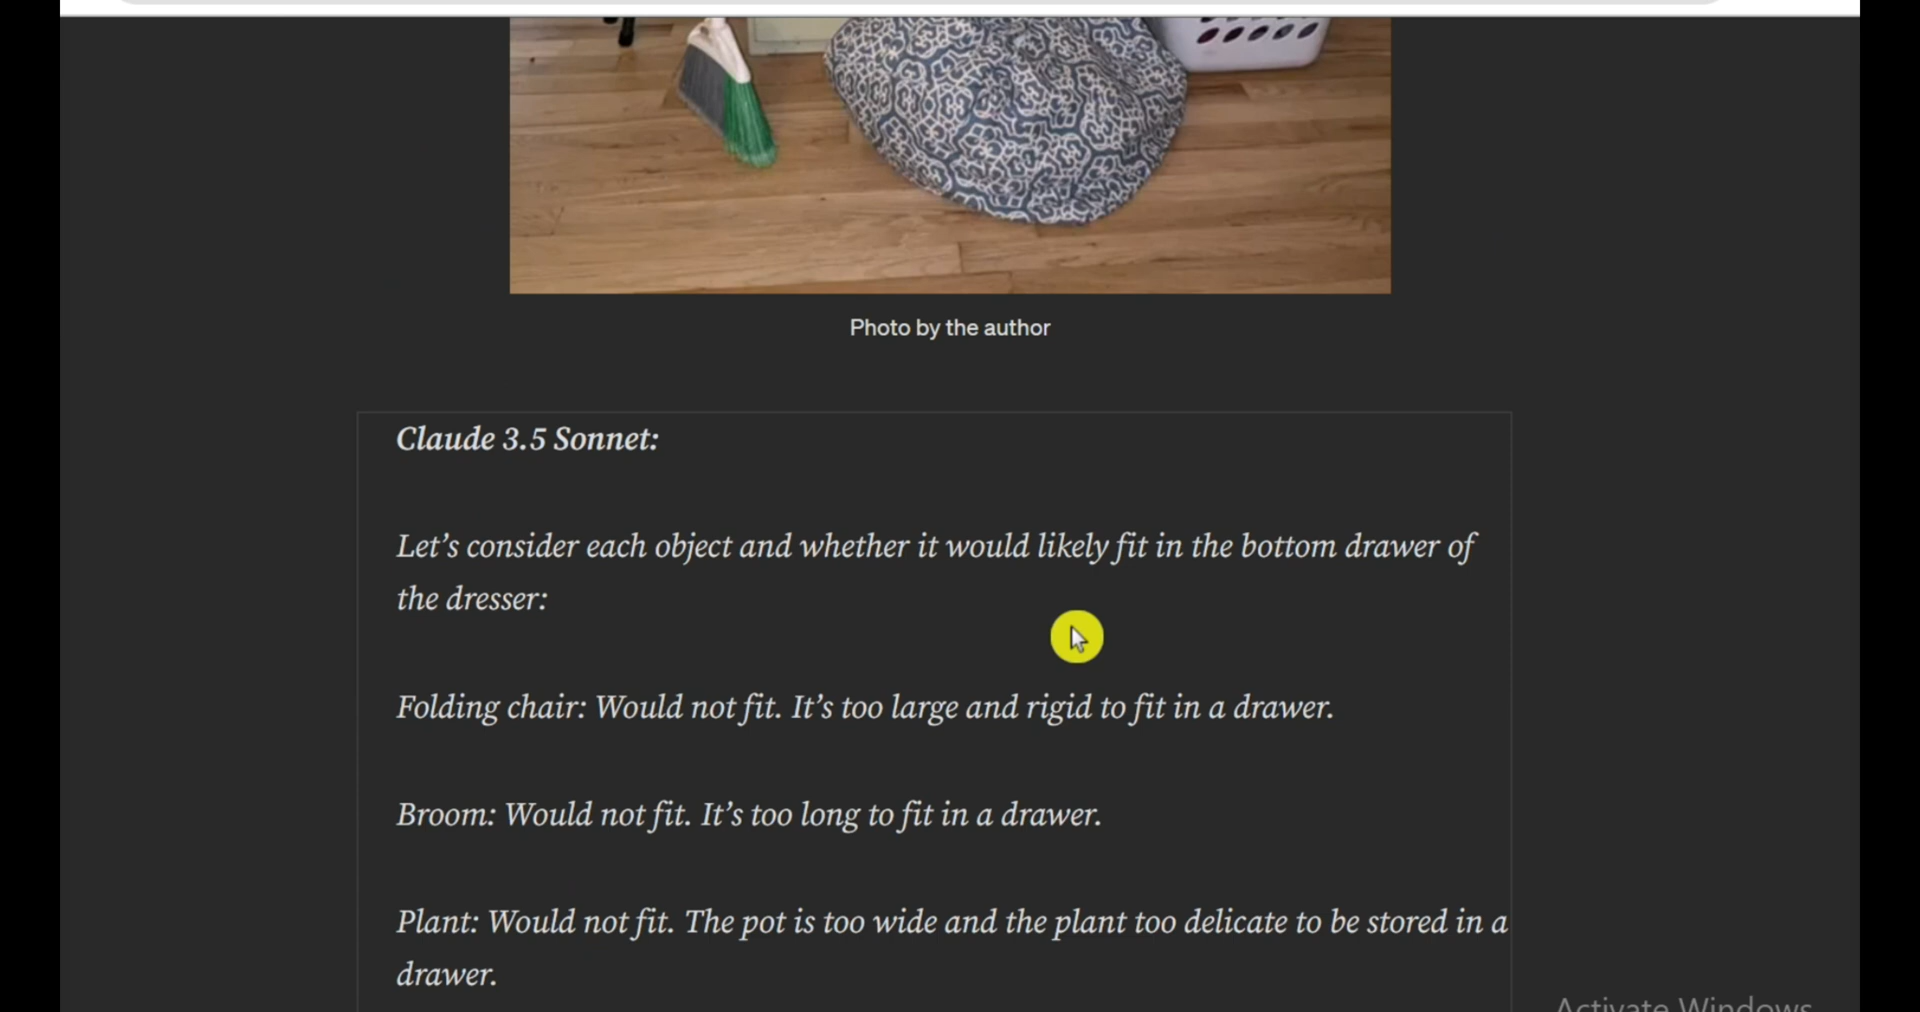 Photo by the author
Claude 3.5 Sonnet:
Let’s consider each object and whether it would likely fit in the bottom drawer of
the dresser:
Folding chair: Would not fit. It’s too large and rigid to fit in a drawer.
Broom: Would not fit. It’s too long to fit in a drawer.
Plant: Would not fit. The pot is too wide and the plant too delicate to be stored in a
drawer.
Activate Windows